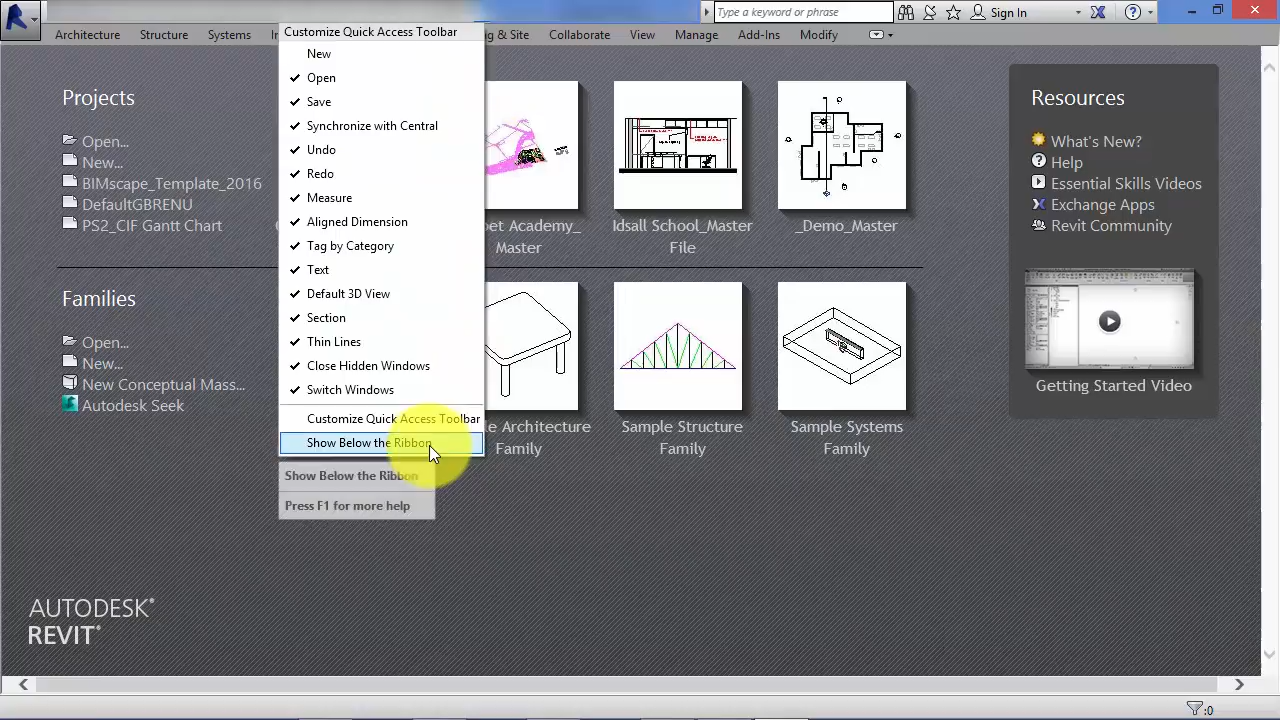 Type a keyword or phrase
Sign In
Architecture
Structure
Systems
g & Site
Collaborate
View
Manage
Add-Ins
Modify
Customize Quick Access Toolbar
New
Open
Save
Synchronize with Central
Undo
Redo
Measure
Aligned Dimension
Tag by Category
Text
Default 3D View
Section
Thin Lines
Close Hidden Windows
Switch Windows
Customize Quick Access Toolbar
Show Below the Ribbon
Show Below the Ribbon
Press F1 for more help
Projects
Open...
New...
BIMscape_Template_2016
DefaultGBRENU
PS2_CIF Gantt Chart
Academy_
Master
Idsall School_Master
File
_Demo_Master
Families
Open...
New...
New Conceptual Mass...
Autodesk Seek
Architecture
Family
Sample Structure
Family
Sample Systems
Family
Resources
What's New?
Help
Essential Skills Videos
Exchange Apps
Revit Community
Getting Started Video
AUTODESK®
REVIT®
:0